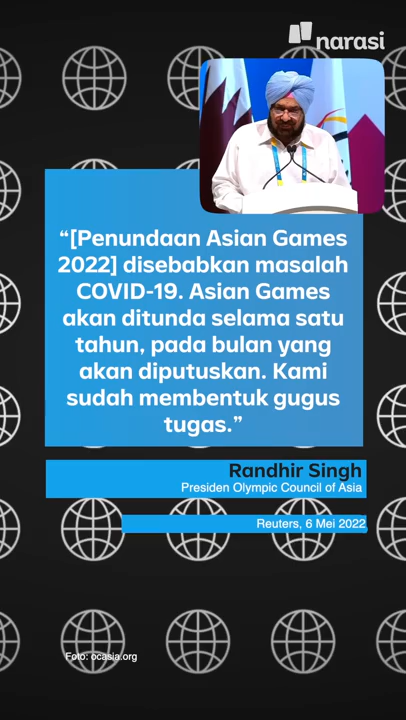 narasi
“[Penundaan Asian Games
2022] disebabkan masalah
COVID-19. Asian Games
akan ditunda selama satu
tahun, pada bulan yang
akan diputuskan. Kami
sudah membentuk gugus
tugas.”
Randhir Singh
Presiden Olympic Council of Asia
Reuters, 6 Mei 2022
Foto: ocasia.org